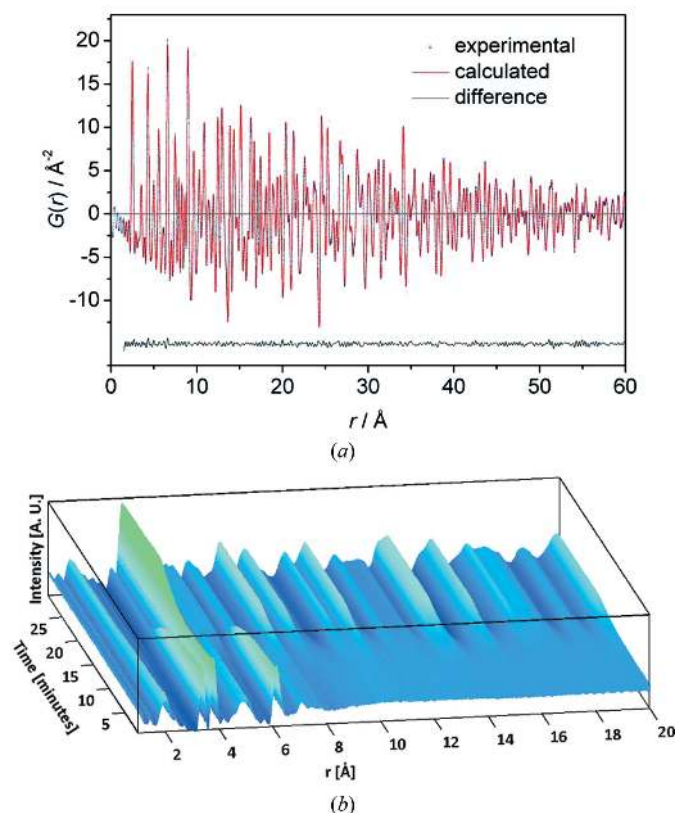 experimental
calculated
difference
G(r) / Å⁻²
20
15
10
5
0
-5
-10
0 10 20 30 40 50 60
r / Å
(a)
Intensity [A. U.]
Time [minutes]
25
20
15
10
5
2 4 6 8 10 12 14 16 18 20
r [Å]
(b)